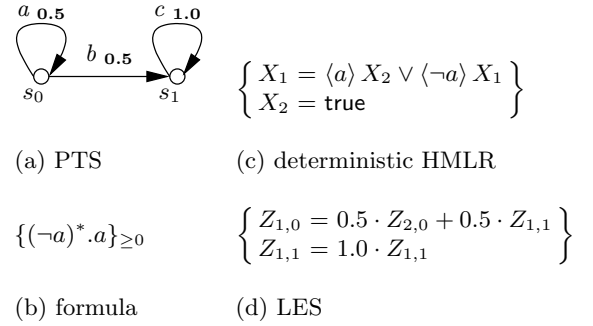 a 0.5
c 1.0
b 0.5
s₀
s₁
{ X₁ = ⟨a⟩ X₂ ∨ ⟨¬a⟩ X₁
X₂ = true }
(a) PTS
(c) deterministic HMLR
{(¬a)*.a}≥0
{ Z₁,₀ = 0.5 · Z₂,₀ + 0.5 · Z₁,₁
Z₁,₁ = 1.0 · Z₁,₁ }
(b) formula
(d) LES